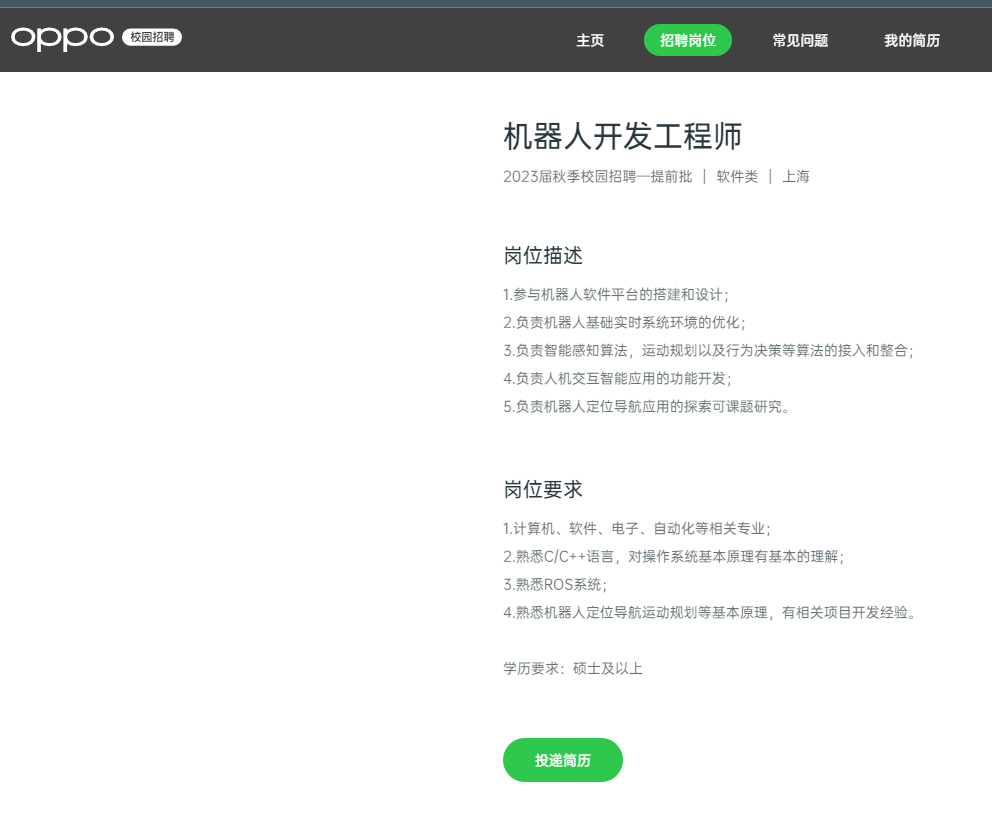 oppo 校园招聘
主页 招聘岗位 常见问题 我的简历
机器人开发工程师
2023届秋季校园招聘—提前批 | 软件类 | 上海
岗位描述
1.参与机器人软件平台的搭建和设计；
2.负责机器人基础实时系统环境的优化；
3.负责智能感知算法，运动规划以及行为决策等算法的接入和整合；
4.负责人机交互智能应用的功能开发；
5.负责机器人定位导航应用的探索可课题研究。
岗位要求
1.计算机、软件、电子、自动化等相关专业；
2.熟悉C/C++语言，对操作系统基本原理有基本的理解；
3.熟悉ROS系统；
4.熟悉机器人定位导航运动规划等基本原理，有相关项目开发经验。
学历要求：硕士及以上
投递简历